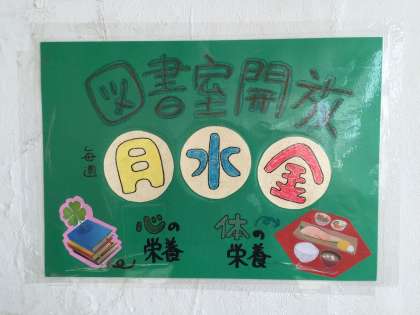 図書室開放
毎週
月 水 金
心の
栄養
体の
栄養